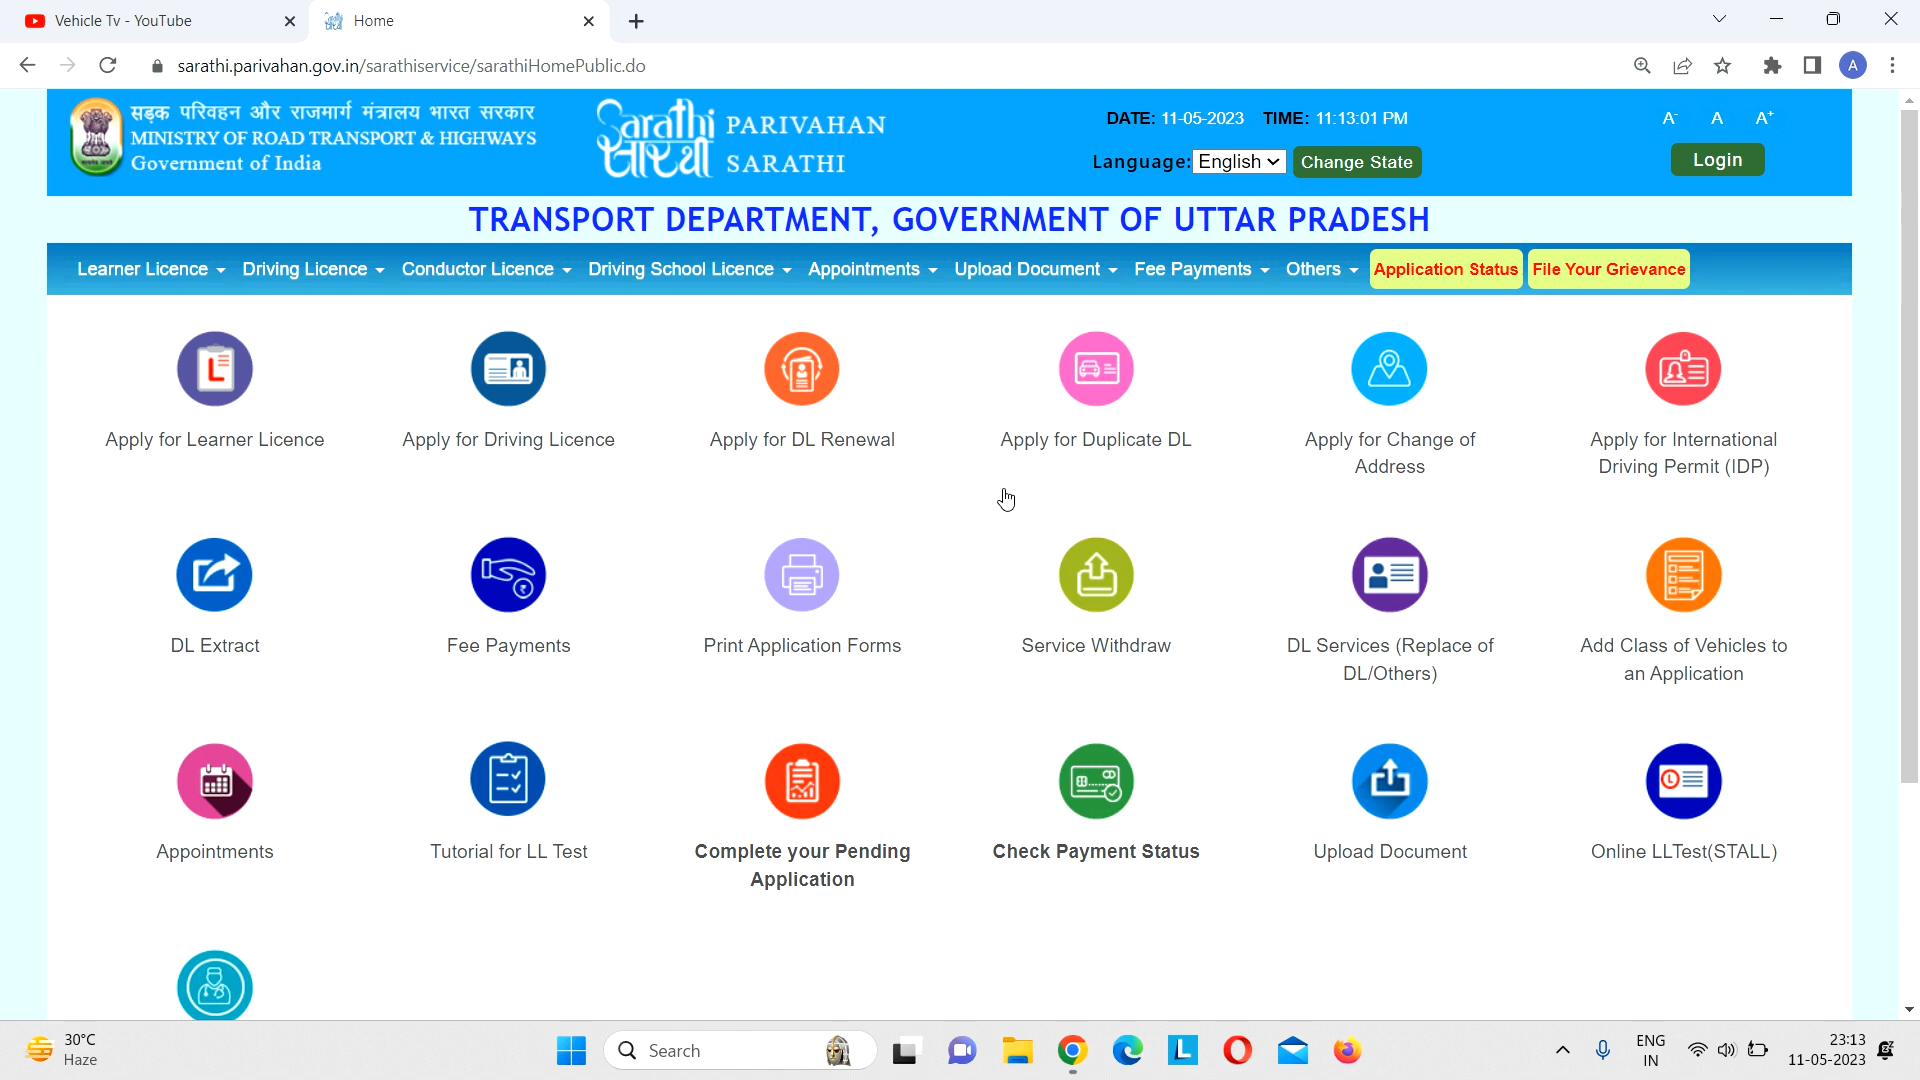 Vehicle Tv - YouTube
Home
sarathi.parivahan.gov.in/sarathiservice/sarathiHomePublic.do
A
सड़क परिवहन और राजमार्ग मंत्रालय भारत सरकार
MINISTRY OF ROAD TRANSPORT & HIGHWAYS
Government of India
Sarathi
सारथी
PARIVAHAN
SARATHI
DATE: 11-05-2023 TIME: 11:13:01 PM
A- A A+
Language: English Change State
Login
TRANSPORT DEPARTMENT, GOVERNMENT OF UTTAR PRADESH
Learner Licence Driving Licence Conductor Licence Driving School Licence Appointments Upload Document Fee Payments Others Application Status File Your Grievance
L
Apply for Learner Licence
Apply for Driving Licence
Apply for DL Renewal
Apply for Duplicate DL
Apply for Change of
Address
Apply for International
Driving Permit (IDP)
DL Extract
Fee Payments
Print Application Forms
Service Withdraw
DL Services (Replace of
DL/Others)
Add Class of Vehicles to
an Application
Appointments
Tutorial for LL Test
Complete your Pending
Application
Check Payment Status
Upload Document
Online LLTest(STALL)
30°C
Haze
Search
L
ENG
IN
23:13
11-05-2023